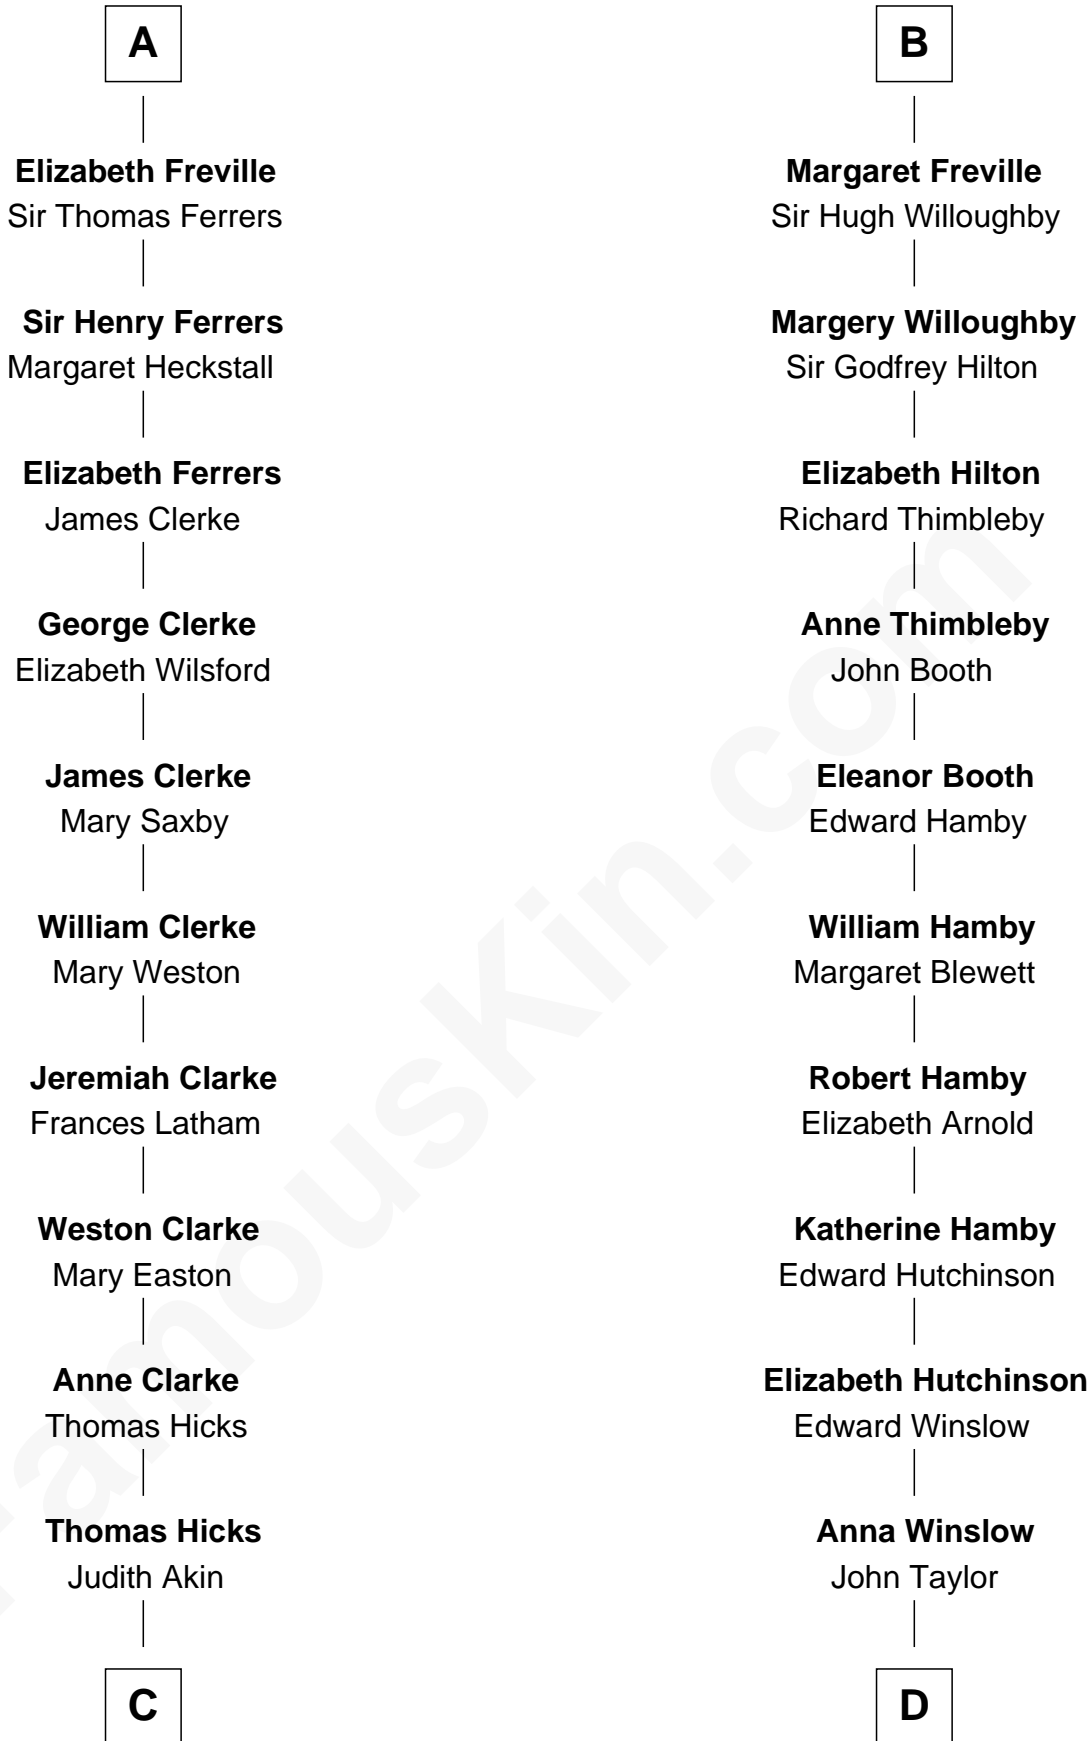 A
Elizabeth Freville
Sir Thomas Ferrers
Sir Henry Ferrers
Margaret Heckstall
Elizabeth Ferrers
James Clerke
George Clerke
Elizabeth Wilsford
James Clerke
Mary Saxby
William Clerke
Mary Weston
Jeremiah Clarke
Frances Latham
Weston Clarke
Mary Easton
Anne Clarke
Thomas Hicks
Thomas Hicks
Judith Akin
C
B
Margaret Freville
Sir Hugh Willoughby
Margery Willoughby
Sir Godfrey Hilton
Elizabeth Hilton
Richard Thimbleby
Anne Thimbleby
John Booth
Eleanor Booth
Edward Hamby
William Hamby
Margaret Blewett
Robert Hamby
Elizabeth Arnold
Katherine Hamby
Edward Hutchinson
Elizabeth Hutchinson
Edward Winslow
Anna Winslow
John Taylor
D
FamousKin.com